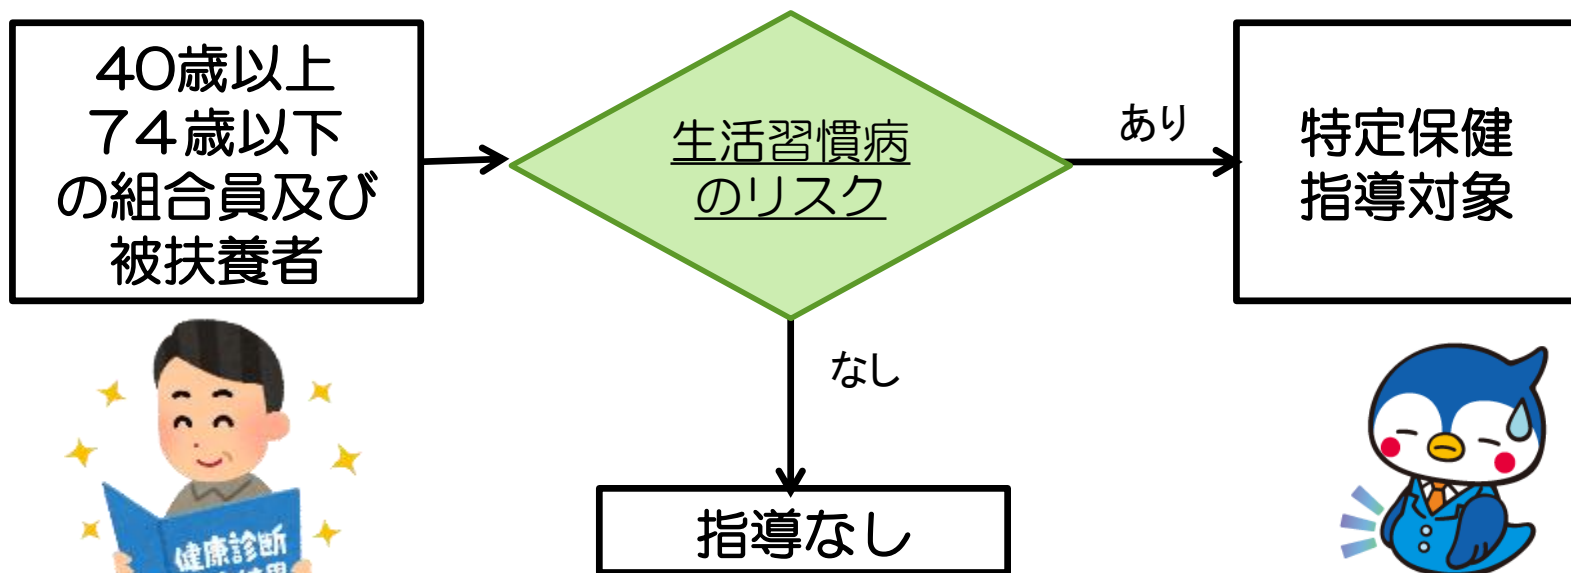 40歳以上
74歳以下
の組合員及び
被扶養者
生活習慣病
のリスク
あり
特定保健
指導対象
なし
指導なし
健康診断